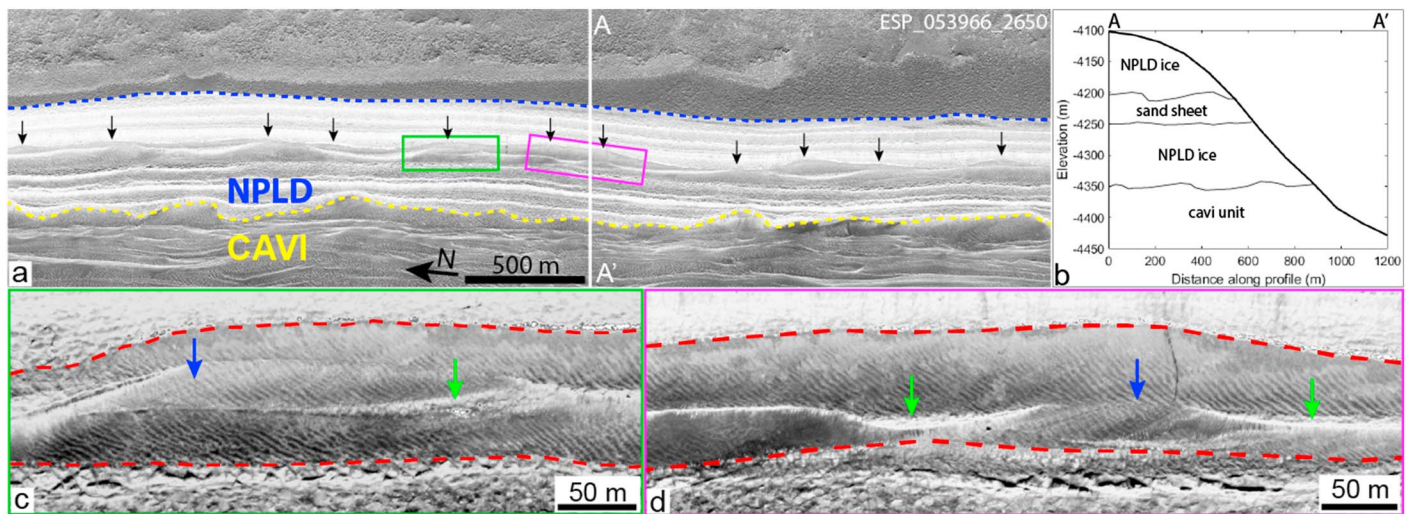 A
ESP_053966_2650
NPLD
CAVI
N
500 m
A'
a
A
A'
-4100
-4150
-4200
-4250
-4300
-4350
-4400
-4450
Elevation (m)
NPLD ice
sand sheet
NPLD ice
cavi unit
0 200 400 600 800 1000 1200
Distance along profile (m)
b
c
50 m
d
50 m